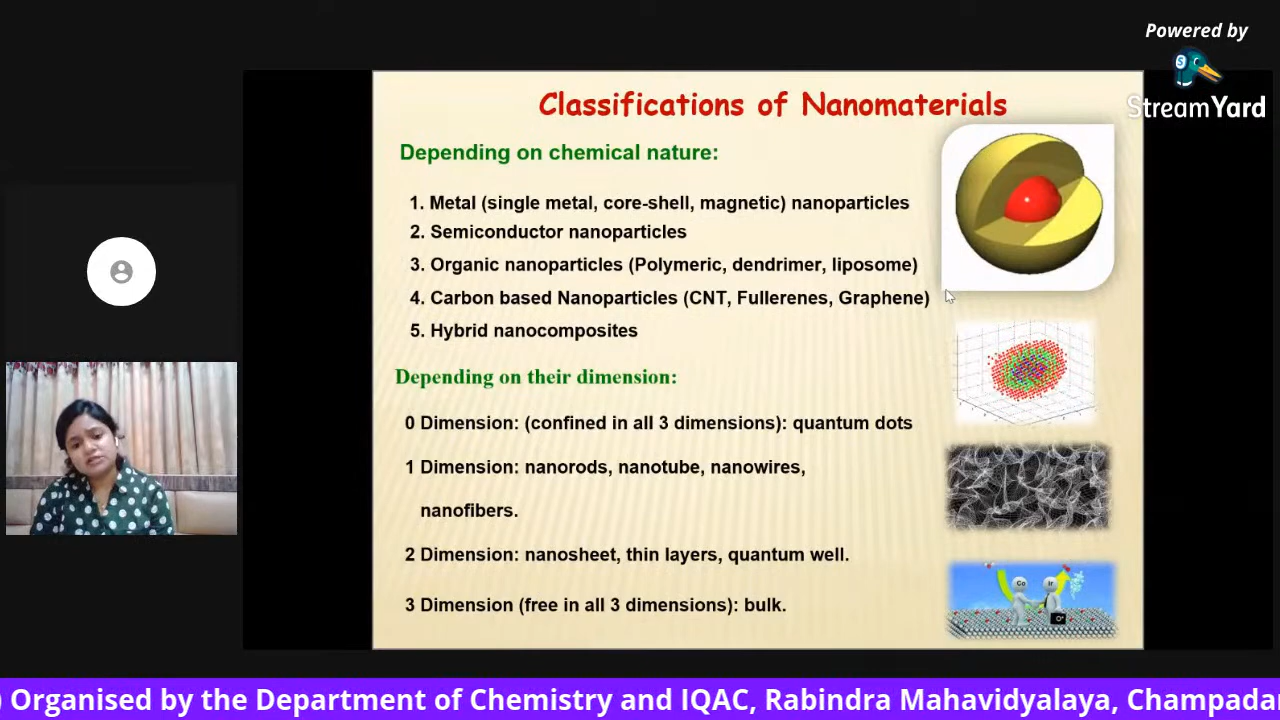 Powered by
StreamYard
Classifications of Nanomaterials
Depending on chemical nature:
1. Metal (single metal, core-shell, magnetic) nanoparticles
2. Semiconductor nanoparticles
3. Organic nanoparticles (Polymeric, dendrimer, liposome)
4. Carbon based Nanoparticles (CNT, Fullerenes, Graphene)
5. Hybrid nanocomposites
Depending on their dimension:
0 Dimension: (confined in all 3 dimensions): quantum dots
1 Dimension: nanorods, nanotube, nanowires,
nanofibers.
2 Dimension: nanosheet, thin layers, quantum well.
3 Dimension (free in all 3 dimensions): bulk.
Co
Ir
) Organised by the Department of Chemistry and IQAC, Rabindra Mahavidyalaya, Champadan